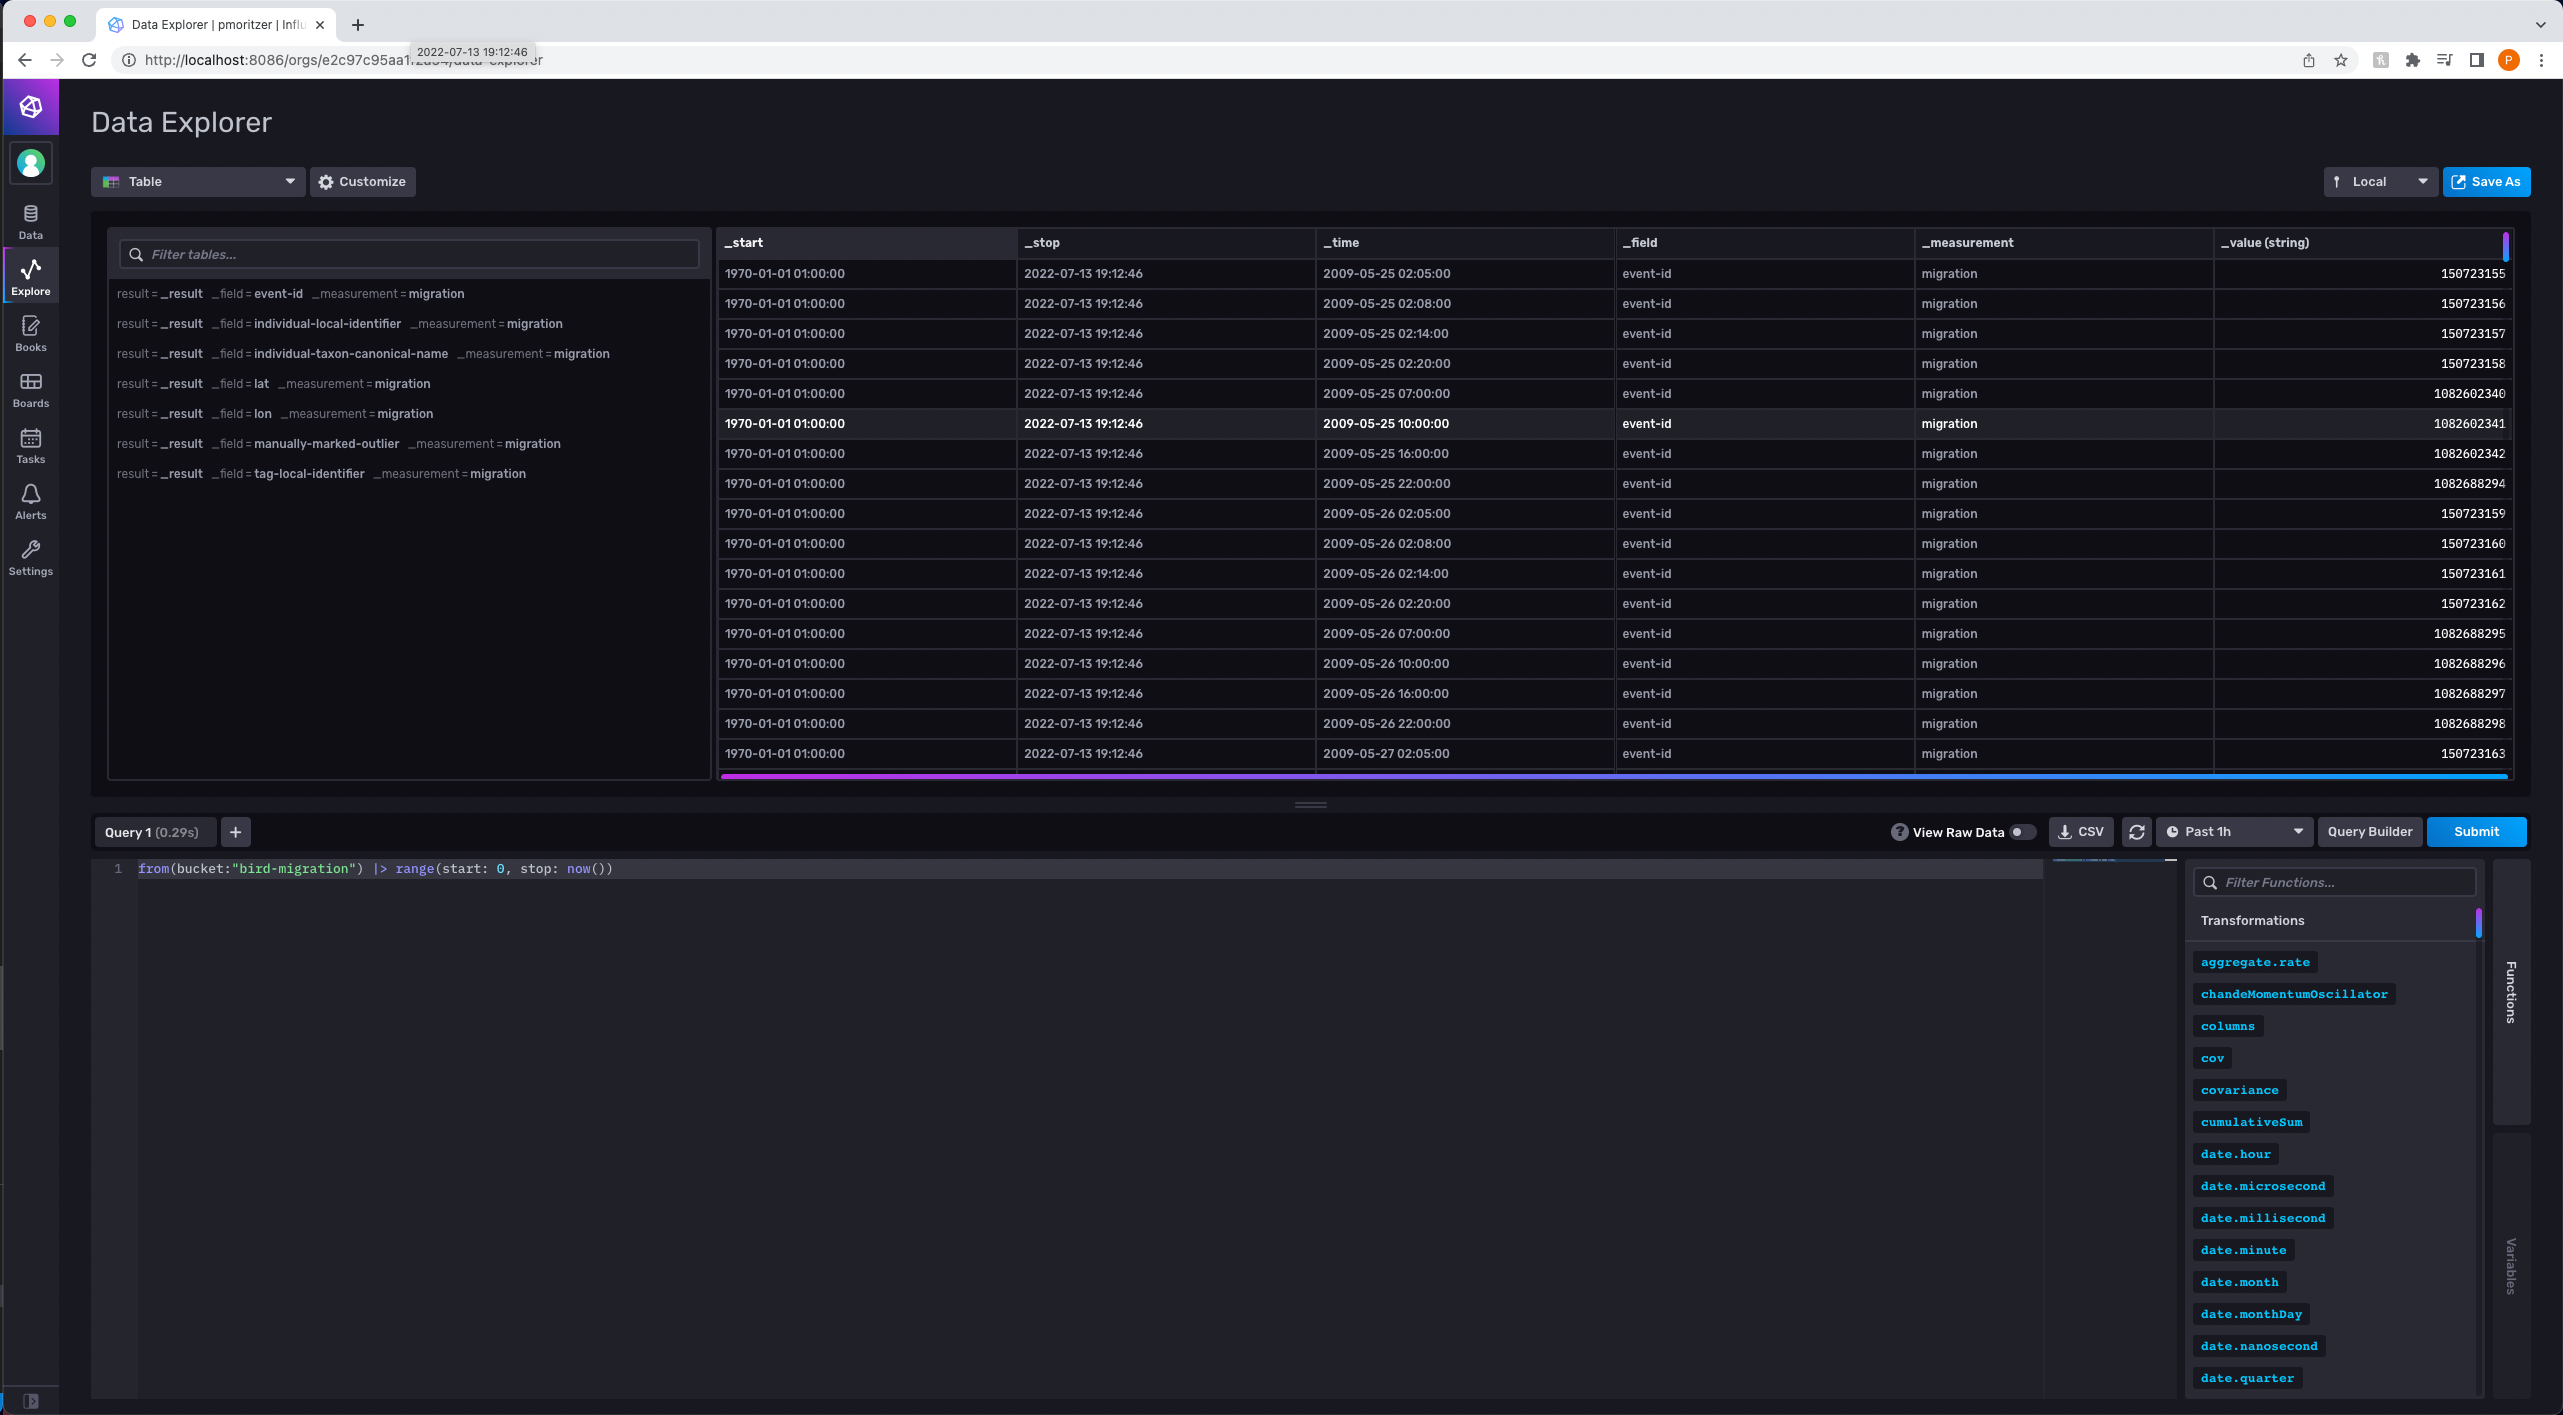 Data Explorer | pmoritzer | Influ
2022-07-13 19:12:46
http://localhost:8086/orgs/e2c97c95aa1
explorer
Data Explorer
Table
Customize
Local
Save As
Data
Explore
Books
Boards
Tasks
Alerts
Settings
Filter tables...
result = _result _field = event-id _measurement = migration
result = _result _field = individual-local-identifier _measurement = migration
result = _result _field = individual-taxon-canonical-name _measurement = migration
result = _result _field = lat _measurement = migration
result = _result _field = lon _measurement = migration
result = _result _field = manually-marked-outlier _measurement = migration
result = _result _field = tag-local-identifier _measurement = migration
_start _stop _time _field _measurement _value (string)
1970-01-01 01:00:00 2022-07-13 19:12:46 2009-05-25 02:05:00 event-id migration 150723155
1970-01-01 01:00:00 2022-07-13 19:12:46 2009-05-25 02:08:00 event-id migration 150723156
1970-01-01 01:00:00 2022-07-13 19:12:46 2009-05-25 02:14:00 event-id migration 150723157
1970-01-01 01:00:00 2022-07-13 19:12:46 2009-05-25 02:20:00 event-id migration 150723158
1970-01-01 01:00:00 2022-07-13 19:12:46 2009-05-25 07:00:00 event-id migration 1082602340
1970-01-01 01:00:00 2022-07-13 19:12:46 2009-05-25 10:00:00 event-id migration 1082602341
1970-01-01 01:00:00 2022-07-13 19:12:46 2009-05-25 16:00:00 event-id migration 1082602342
1970-01-01 01:00:00 2022-07-13 19:12:46 2009-05-25 22:00:00 event-id migration 1082688294
1970-01-01 01:00:00 2022-07-13 19:12:46 2009-05-26 02:05:00 event-id migration 150723159
1970-01-01 01:00:00 2022-07-13 19:12:46 2009-05-26 02:08:00 event-id migration 150723160
1970-01-01 01:00:00 2022-07-13 19:12:46 2009-05-26 02:14:00 event-id migration 150723161
1970-01-01 01:00:00 2022-07-13 19:12:46 2009-05-26 02:20:00 event-id migration 150723162
1970-01-01 01:00:00 2022-07-13 19:12:46 2009-05-26 07:00:00 event-id migration 1082688295
1970-01-01 01:00:00 2022-07-13 19:12:46 2009-05-26 10:00:00 event-id migration 1082688296
1970-01-01 01:00:00 2022-07-13 19:12:46 2009-05-26 16:00:00 event-id migration 1082688297
1970-01-01 01:00:00 2022-07-13 19:12:46 2009-05-26 22:00:00 event-id migration 1082688298
1970-01-01 01:00:00 2022-07-13 19:12:46 2009-05-27 02:05:00 event-id migration 150723163
Query 1 (0.29s)
View Raw Data
CSV
Past 1h
Query Builder
Submit
1 from(bucket:"bird-migration") |> range(start: 0, stop: now())
Filter Functions...
Transformations
aggregate.rate
chandeMomentumOscillator
columns
cov
covariance
cumulativeSum
date.hour
date.microsecond
date.millisecond
date.minute
date.month
date.monthDay
date.nanosecond
date.quarter
Functions
Variables
P